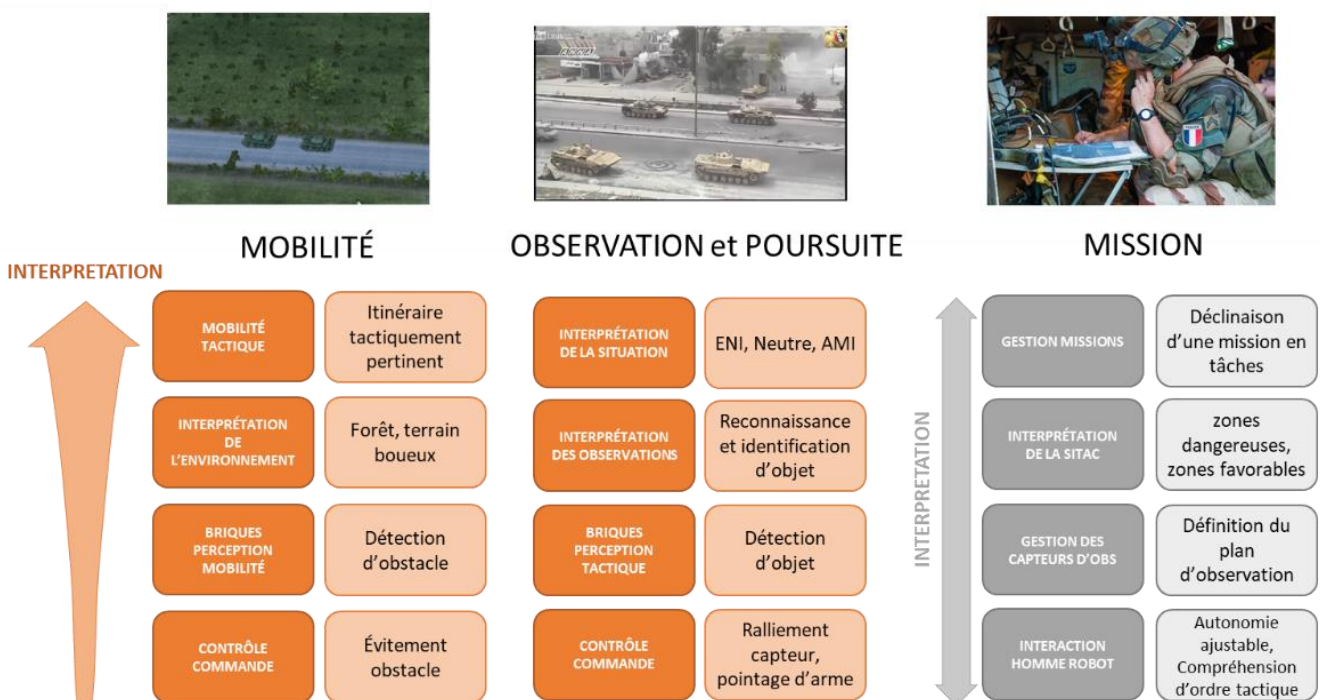 MOBILITÉ
OBSERVATION et POURSUITE
MISSION
INTERPRETATION
MOBILITÉ
TACTIQUE
Itinéraire
tactiquement
pertinent
INTERPRÉTATION
DE
L'ENVIRONNEMENT
Forêt, terrain
boueux
BRIQUES
PERCEPTION
MOBILITÉ
Détection
d'obstacle
CONTRÔLE
COMMANDE
Évitement
obstacle
INTERPRÉTATION
DE LA SITUATION
ENI, Neutre, AMI
INTERPRÉTATION
DES OBSERVATIONS
Reconnaissance
et identification
d'objet
BRIQUES
PERCEPTION
TACTIQUE
Détection
d'objet
CONTRÔLE
COMMANDE
Ralliement
capteur,
pointage d'arme
INTERPRETATION
GESTION MISSIONS
Déclinaison
d'une mission en
tâches
INTERPRÉTATION
DE LA SITAC
zones
dangereuses,
zones favorables
GESTION DES
CAPTEURS D'OBS
Définition du
plan
d'observation
INTERACTION
HOMME ROBOT
Autonomie
ajustable,
Compréhension
d'ordre tactique